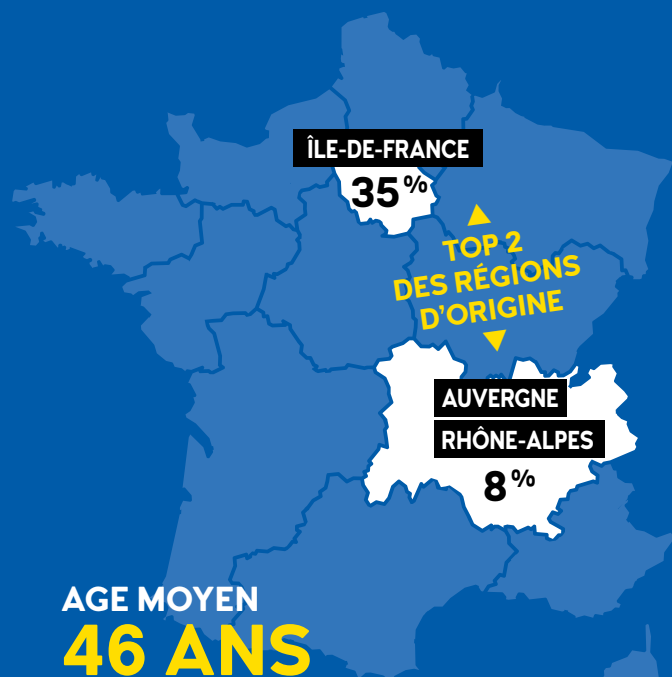 ÎLE-DE-FRANCE
35%
TOP 2
DES RÉGIONS
D'ORIGINE
AUVERGNE
RHÔNE-ALPES
8%
AGE MOYEN
46 ANS